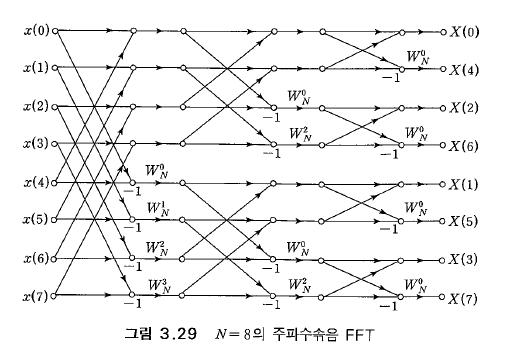 x(0) X(0)
x(1) W_N^0 -1 X(4)
x(2) W_N^0 -1 X(2)
x(3) W_N^2 -1 W_N^0 -1 X(6)
x(4) W_N^0 -1 X(1)
x(5) W_N^1 -1 W_N^0 -1 X(5)
x(6) W_N^2 -1 W_N^0 -1 X(3)
x(7) W_N^3 -1 W_N^2 -1 W_N^0 -1 X(7)
그림 3.29 N=8의 주파수솎음 FFT